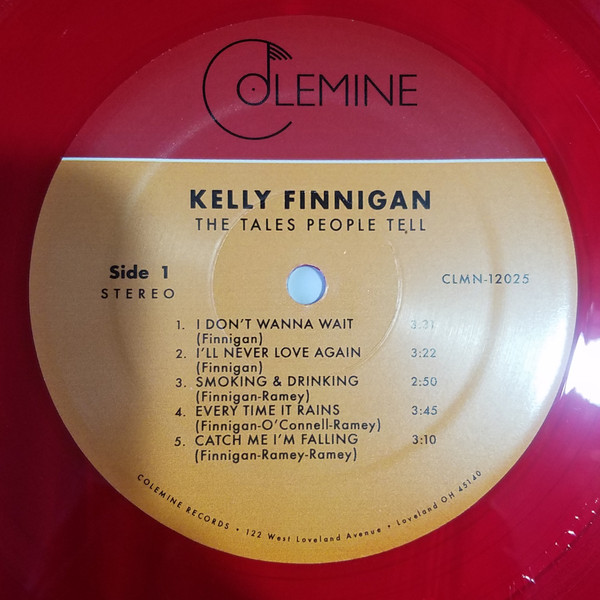 COLEMINE
KELLY FINNIGAN
THE TALES PEOPLE TELL
Side 1
STEREO
CLMN-12025
1. I DON'T WANNA WAIT 3:21
(Finnigan)
2. I'LL NEVER LOVE AGAIN 3:22
(Finnigan)
3. SMOKING & DRINKING 2:50
(Finnigan-Ramey)
4. EVERY TIME IT RAINS 3:45
(Finnigan-O'Connell-Ramey)
5. CATCH ME I'M FALLING 3:10
(Finnigan-Ramey-Ramey)
COLEMINE RECORDS • 122 West Loveland Avenue • Loveland OH 45140